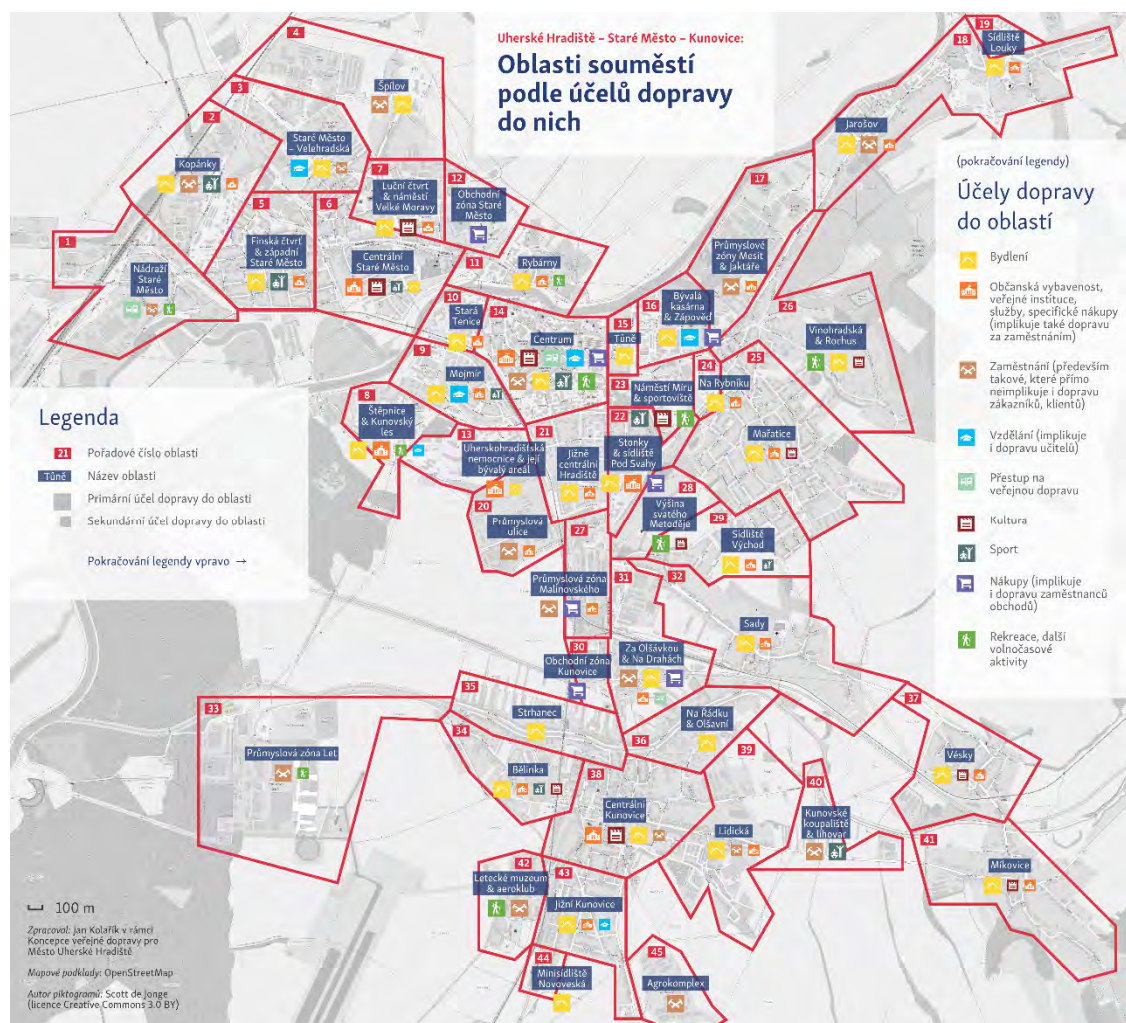 Uherské Hradiště – Staré Město – Kunovice:
Oblasti souměstí
podle účelů dopravy
do nich
4
Špílov
3
Staré Město
– Velehradská
2
Kopánky
7
Luční čtvrt
& náměstí
Velké Moravy
12
Obchodní
zóna Staré
Město
5
Finská čtvrť
& západní
Staré Město
6
Centrální
Staré Město
1
Nádraží
Staré
Město
11
Rybárny
10
Stará
Tenice
14
Centrum
9
Mojmír
8
Štěpnice
& Kunovský
les
13
Uherskohradišťská
nemocnice & její
bývalý areál
21
Jižně
centrální
Hradiště
20
Průmyslová
ulice
15
Tůně
16
Bývalá
kasárna
& Zápověď
17
Průmyslové
zóny Mesit
& Jaktáře
18
Jarošov
19
Sídliště
Louky
26
Vinohradská
& Rochus
25
Mařatice
24
Na Rybníku
23
Náměstí Míru
& sportoviště
22
Stonky
& sídliště
Pod Svahy
28
Výšina
svatého
Metoděje
29
Sídliště
Východ
27
Průmyslová zóna
Malinovského
31
Za Olšávkou
& Na Drahách
32
Sady
30
Obchodní zóna
Kunovice
35
Strhanec
33
Průmyslová zóna Let
34
Bělinka
36
Na Řádku
& Olšavní
37
Vésky
38
Centrální
Kunovice
39
Lidická
40
Kunovské
koupaliště
& lihovar
41
Míkovice
42
Letecké muzeum
& aeroklub
43
Jižní Kunovice
44
Minisídliště
Novoveská
45
Agrokomplex
Legenda
21 Pořadové číslo oblasti
Tůně Název oblasti
Primární účel dopravy do oblasti
Sekundární účel dopravy do oblasti
Pokračování legendy vpravo →
(pokračování legendy)
Účely dopravy
do oblastí
Bydlení
Občanská vybavenost,
veřejné instituce,
služby, specifické nákupy
(implikuje také dopravu
za zaměstnáním)
Zaměstnání (především
takové, které přímo
neimplikuje i dopravu
zákazníků, klientů)
Vzdělání (implikuje
i dopravu učitelů)
Přestup na
veřejnou dopravu
Kultura
Sport
Nákupy (implikuje
i dopravu zaměstnanců
obchodů)
Rekreace, další
volnočasové
aktivity
100 m
Zpracoval: Jan Kolařík v rámci
Koncepce veřejné dopravy pro
Město Uherské Hradiště
Mapové podklady: OpenStreetMap
Autor piktogramů: Scott de Jonge
(licence Creative Commons 3.0 BY)